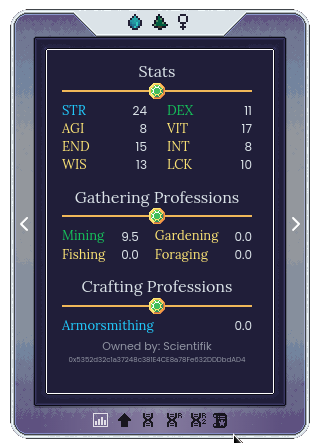 Stats
STR 24 DEX 11
AGI 8 VIT 17
END 15 INT 8
WIS 13 LCK 10
Gathering Professions
Mining 9.5 Gardening 0.0
Fishing 0.0 Foraging 0.0
Crafting Professions
Armorsmithing 0.0
Owned by: Scientifik